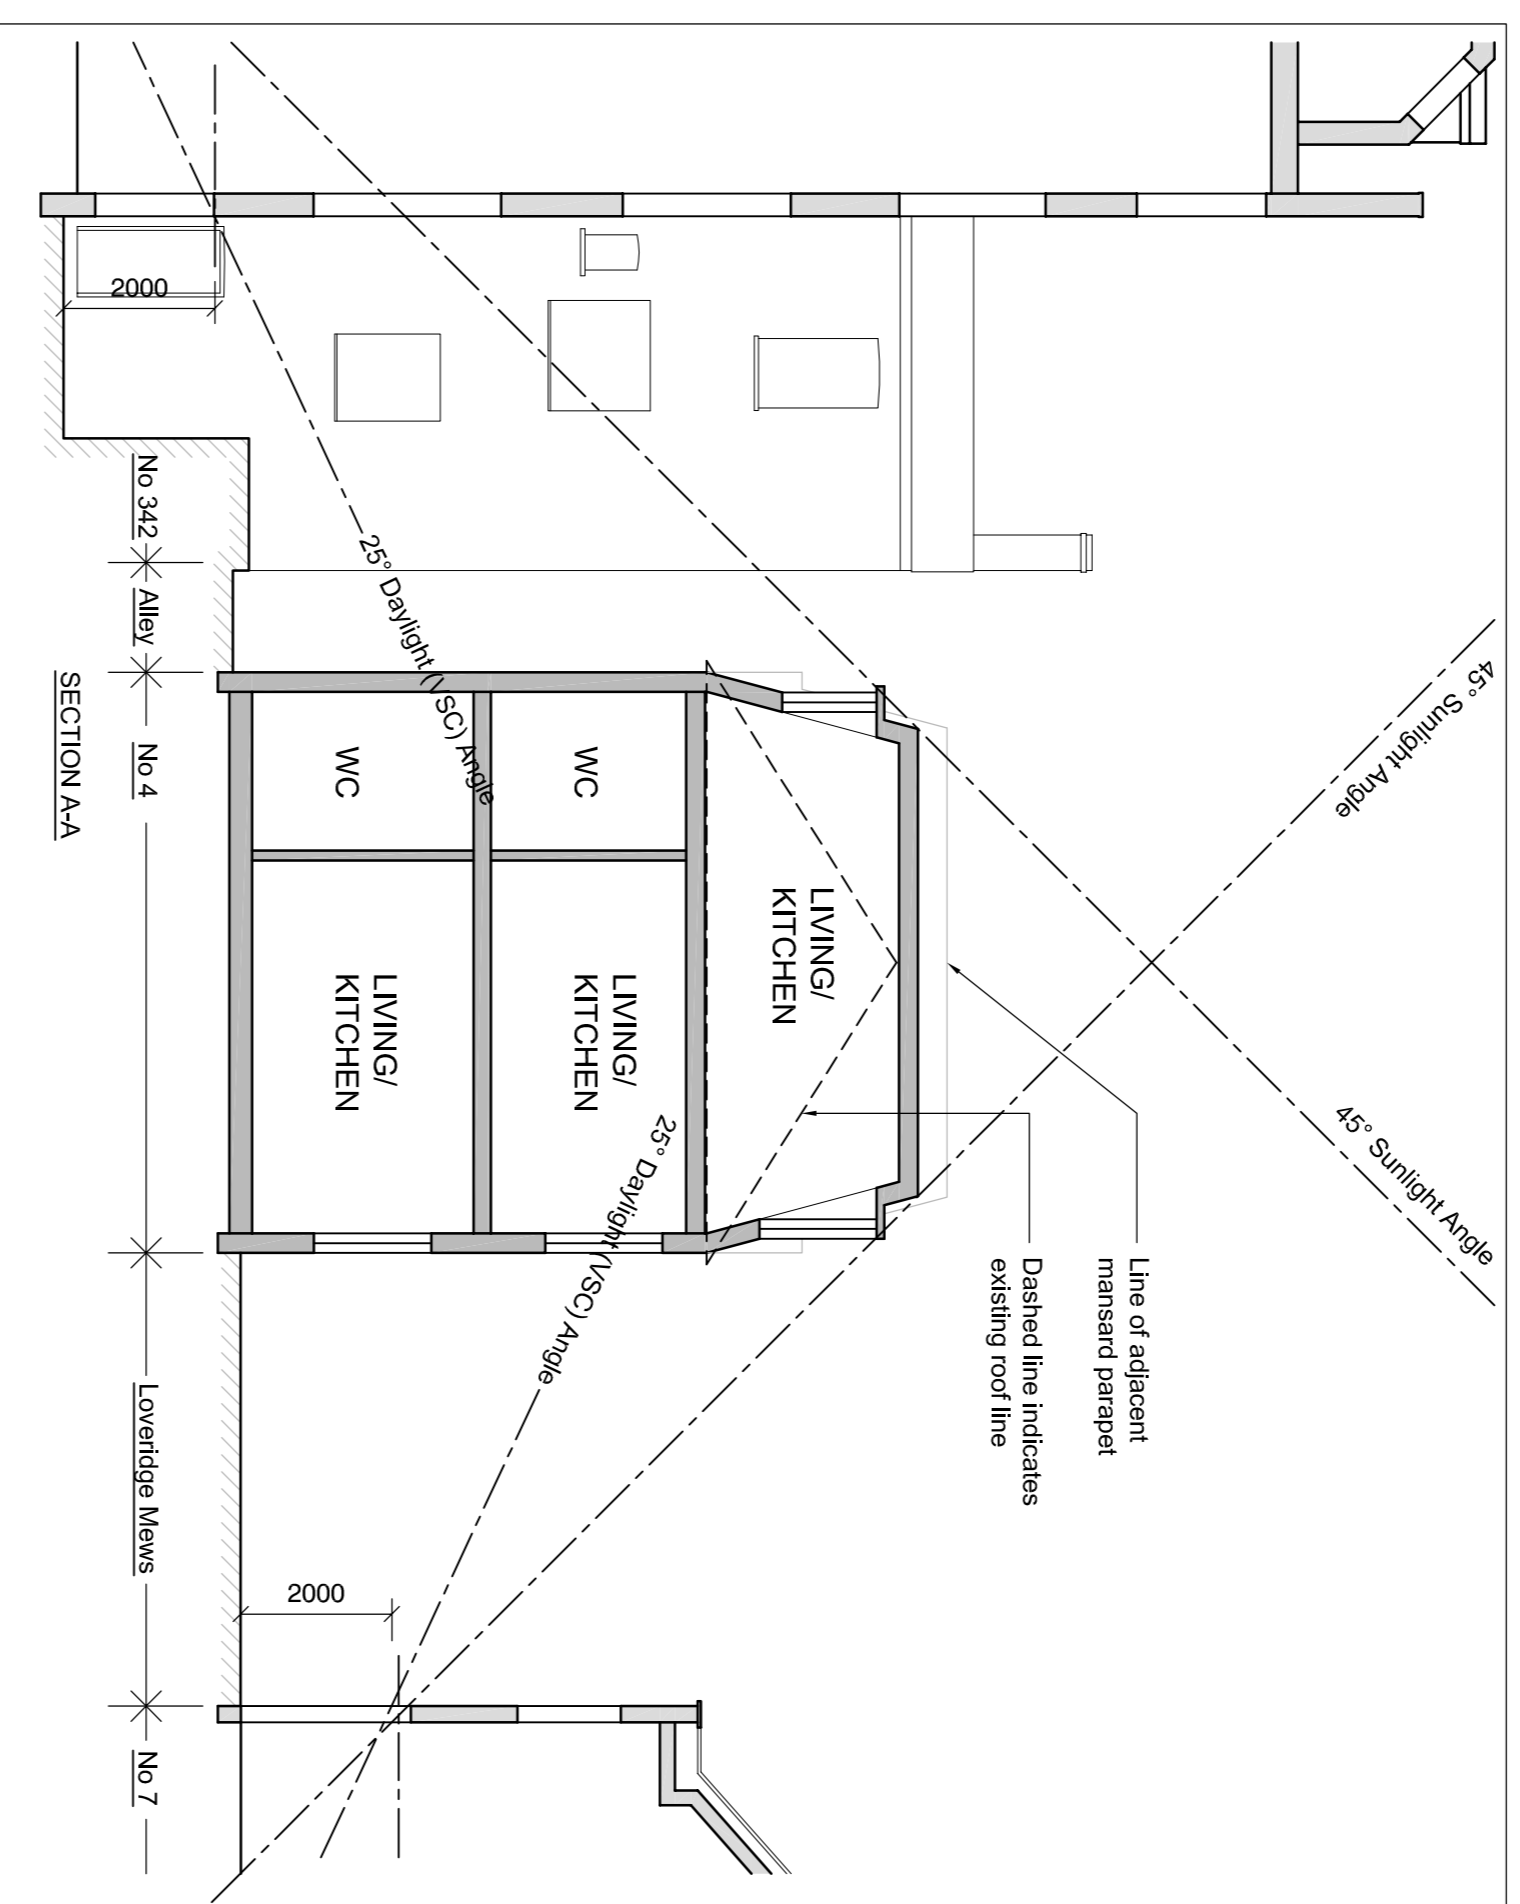 45° Sunlight Angle
45° Sunlight Angle
Line of adjacent
mansard parapet
Dashed line indicates
existing roof line
LIVING/
KITCHEN
WC
LIVING/
KITCHEN
WC
LIVING/
KITCHEN
25° Daylight (VSC) Angle
25° Daylight (VSC) Angle
2000
2000
No 342
Alley
No 4
Loveridge Mews
No 7
SECTION A-A